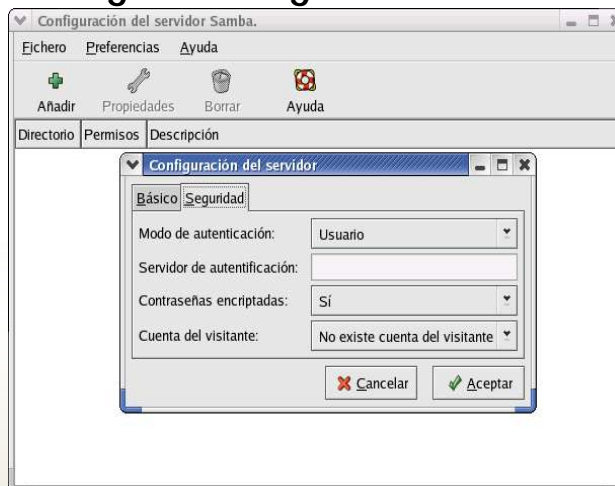 Configuración del servidor Samba.
Fichero Preferencias Ayuda
Añadir Propiedades Borrar Ayuda
Directorio Permisos Descripción
Configuración del servidor
Básico Seguridad
Modo de autenticación: Usuario
Servidor de autentificación:
Contraseñas encriptadas: Sí
Cuenta del visitante: No existe cuenta del visitante
Cancelar Aceptar